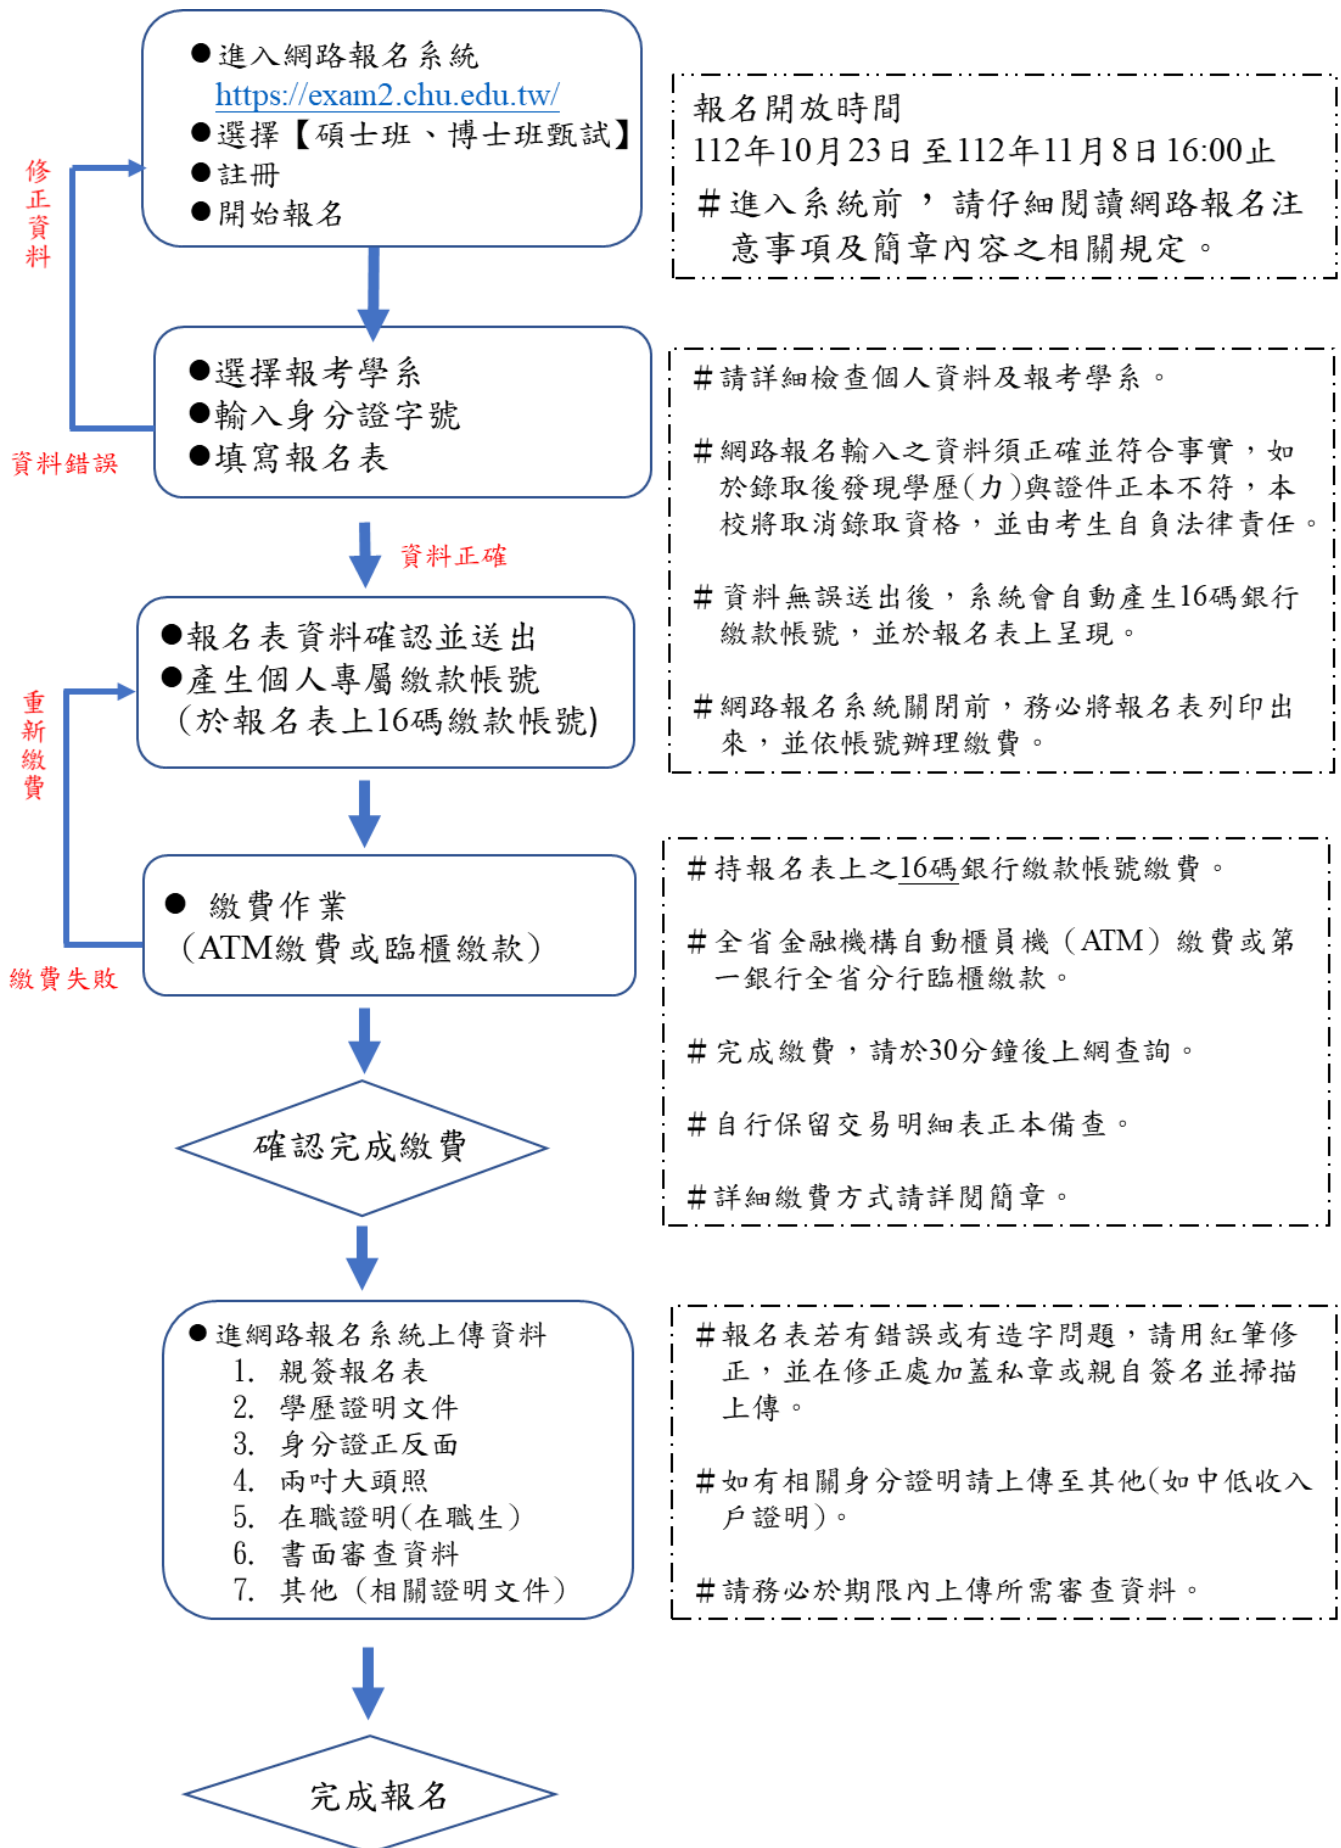 ●進入網路報名系統
https://exam2.chu.edu.tw/
●選擇【碩士班、博士班甄試】
●註冊
●開始報名
報名開放時間
112年10月23日至112年11月8日16:00止
＃進入系統前，請仔細閱讀網路報名注
意事項及簡章內容之相關規定。
修正資料
●選擇報考學系
●輸入身分證字號
●填寫報名表
資料錯誤
資料正確
＃請詳細檢查個人資料及報考學系。
＃網路報名輸入之資料須正確並符合事實，如
於錄取後發現學歷(力)與證件正本不符，本
校將取消錄取資格，並由考生自負法律責任。
＃資料無誤送出後，系統會自動產生16碼銀行
繳款帳號，並於報名表上呈現。
＃網路報名系統關閉前，務必將報名表列印出
來，並依帳號辦理繳費。
●報名表資料確認並送出
●產生個人專屬繳款帳號
（於報名表上16碼繳款帳號)
重新繳費
● 繳費作業
（ATM繳費或臨櫃繳款）
繳費失敗
＃持報名表上之16碼銀行繳款帳號繳費。
＃全省金融機構自動櫃員機（ATM）繳費或第
一銀行全省分行臨櫃繳款。
＃完成繳費，請於30分鐘後上網查詢。
＃自行保留交易明細表正本備查。
＃詳細繳費方式請詳閱簡章。
確認完成繳費
● 進網路報名系統上傳資料
1. 親簽報名表
2. 學歷證明文件
3. 身分證正反面
4. 兩吋大頭照
5. 在職證明(在職生）
6. 書面審查資料
7. 其他（相關證明文件）
＃報名表若有錯誤或有造字問題，請用紅筆修
正，並在修正處加蓋私章或親自簽名並掃描
上傳。
＃如有相關身分證明請上傳至其他(如中低收入
戶證明)。
＃請務必於期限內上傳所需審查資料。
完成報名